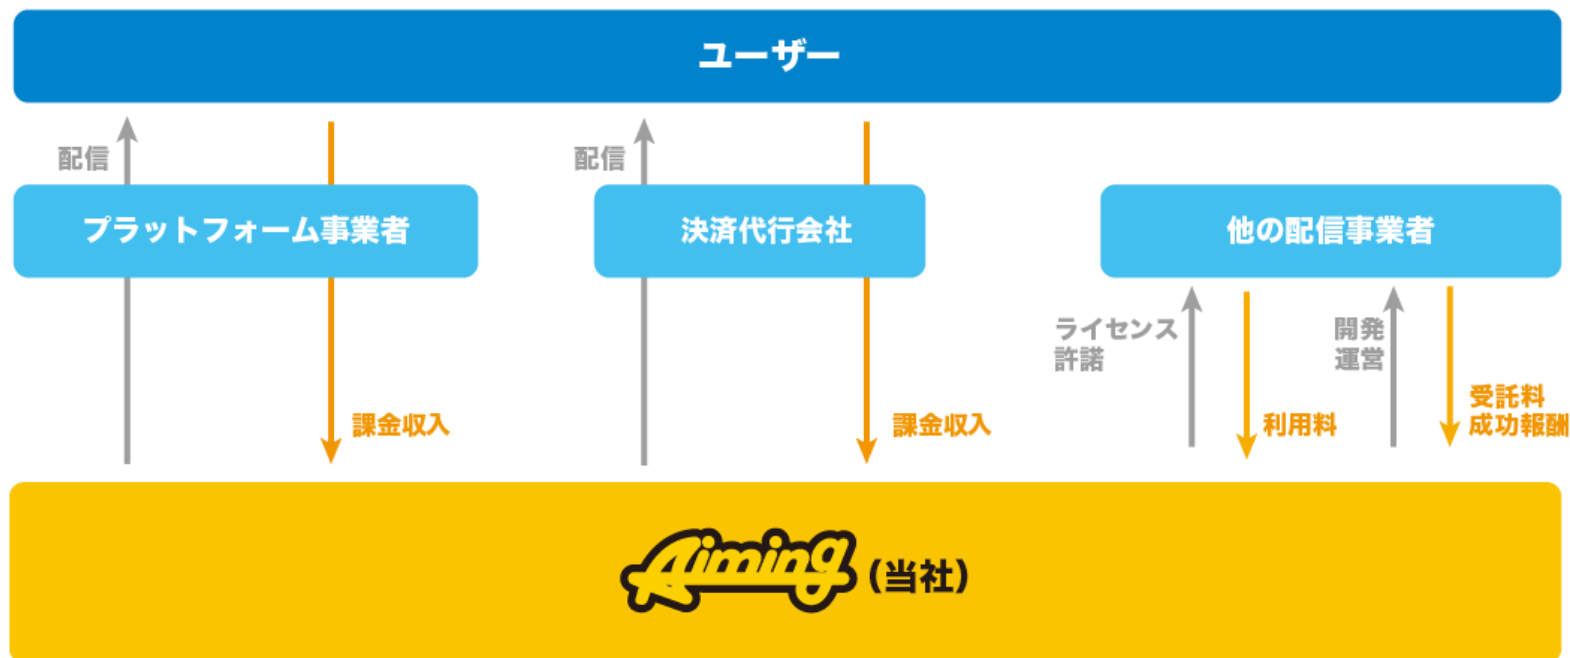 ユーザー
配信
配信
プラットフォーム事業者
決済代行会社
他の配信事業者
ライセンス
許諾
開発
運営
課金収入
課金収入
利用料
受託料
成功報酬
Aiming(当社)